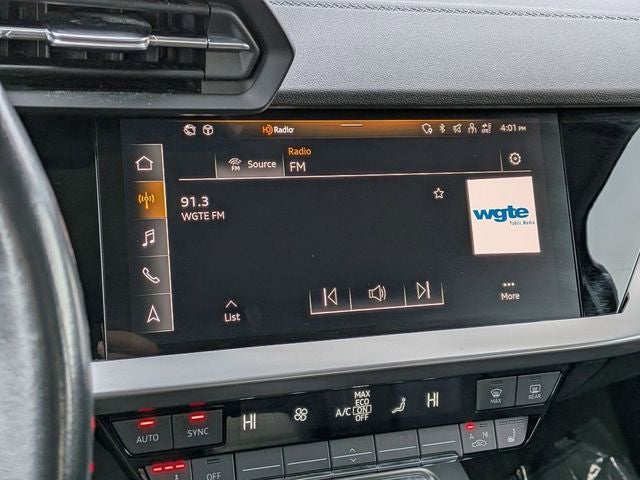 HD Radio
4:01 PM
FM Source
Radio
FM
91.3
WGTE FM
wgte
Public Media
List
More
HI
A/C
MAX
ECO
ON
OFF
HI
MAX
REAR
AUTO
SYNC
OFF
A